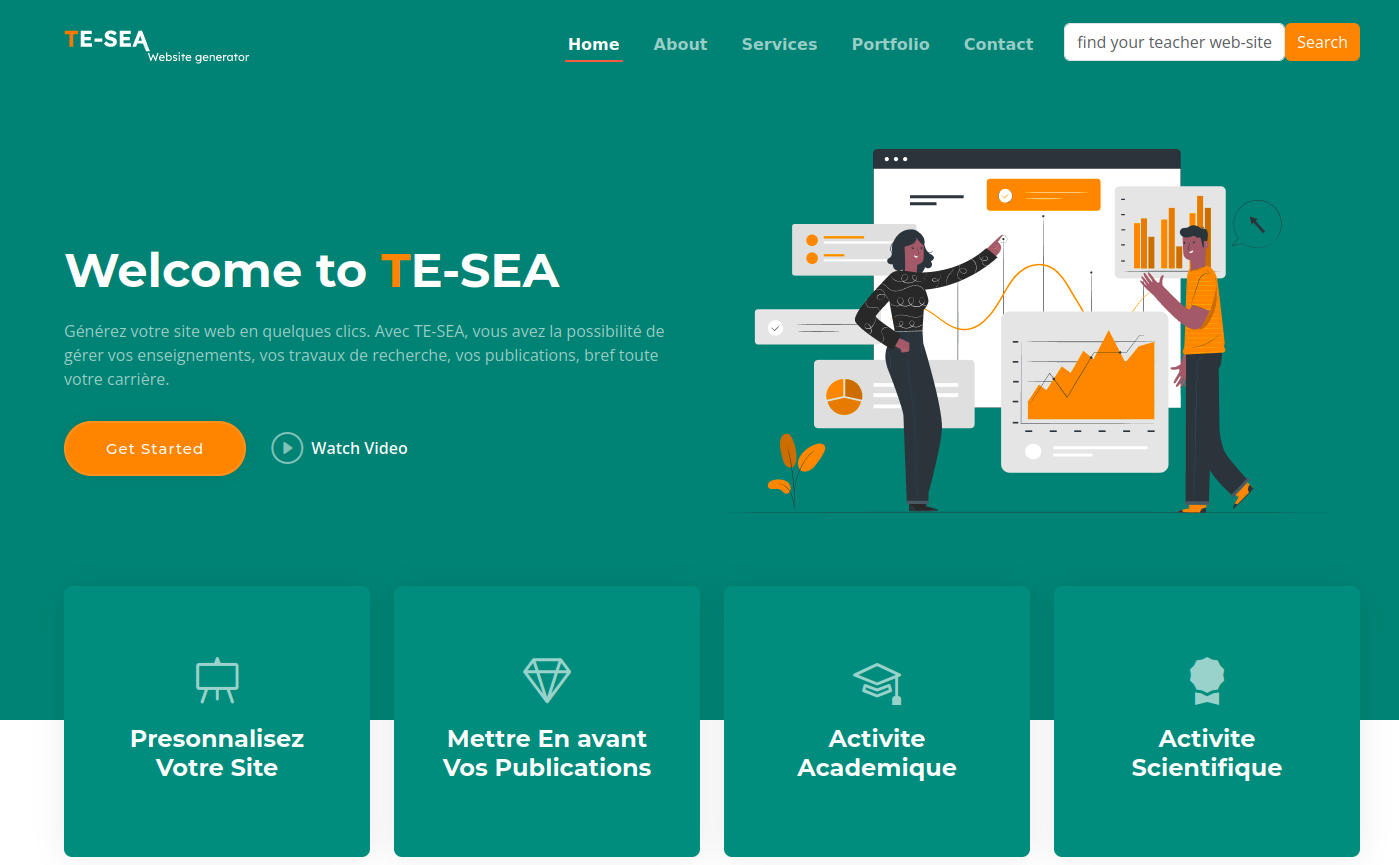 TE-SEA
Website generator
Home About Services Portfolio Contact
find your teacher web-site Search
Welcome to TE-SEA
Générez votre site web en quelques clics. Avec TE-SEA, vous avez la possibilité de
gérer vos enseignements, vos travaux de recherche, vos publications, bref toute
votre carrière.
Get Started Watch Video
Presonnalisez
Votre Site
Mettre En avant
Vos Publications
Activite
Academique
Activite
Scientifique